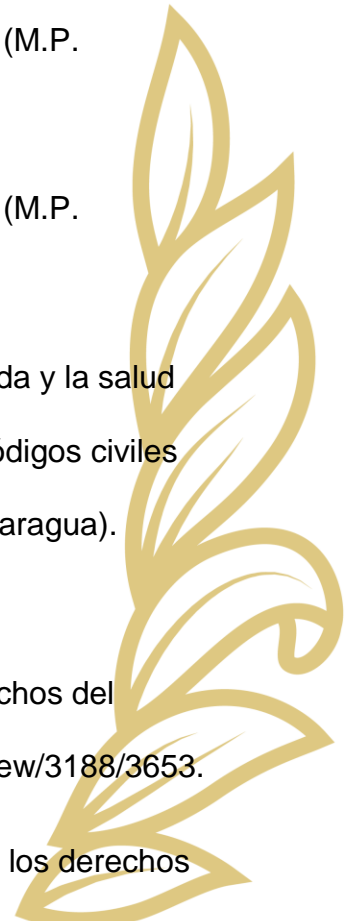 (M.P.
(M.P.
da y la salud
ódigos civiles
aragua).
chos del
ew/3188/3653.
los derechos